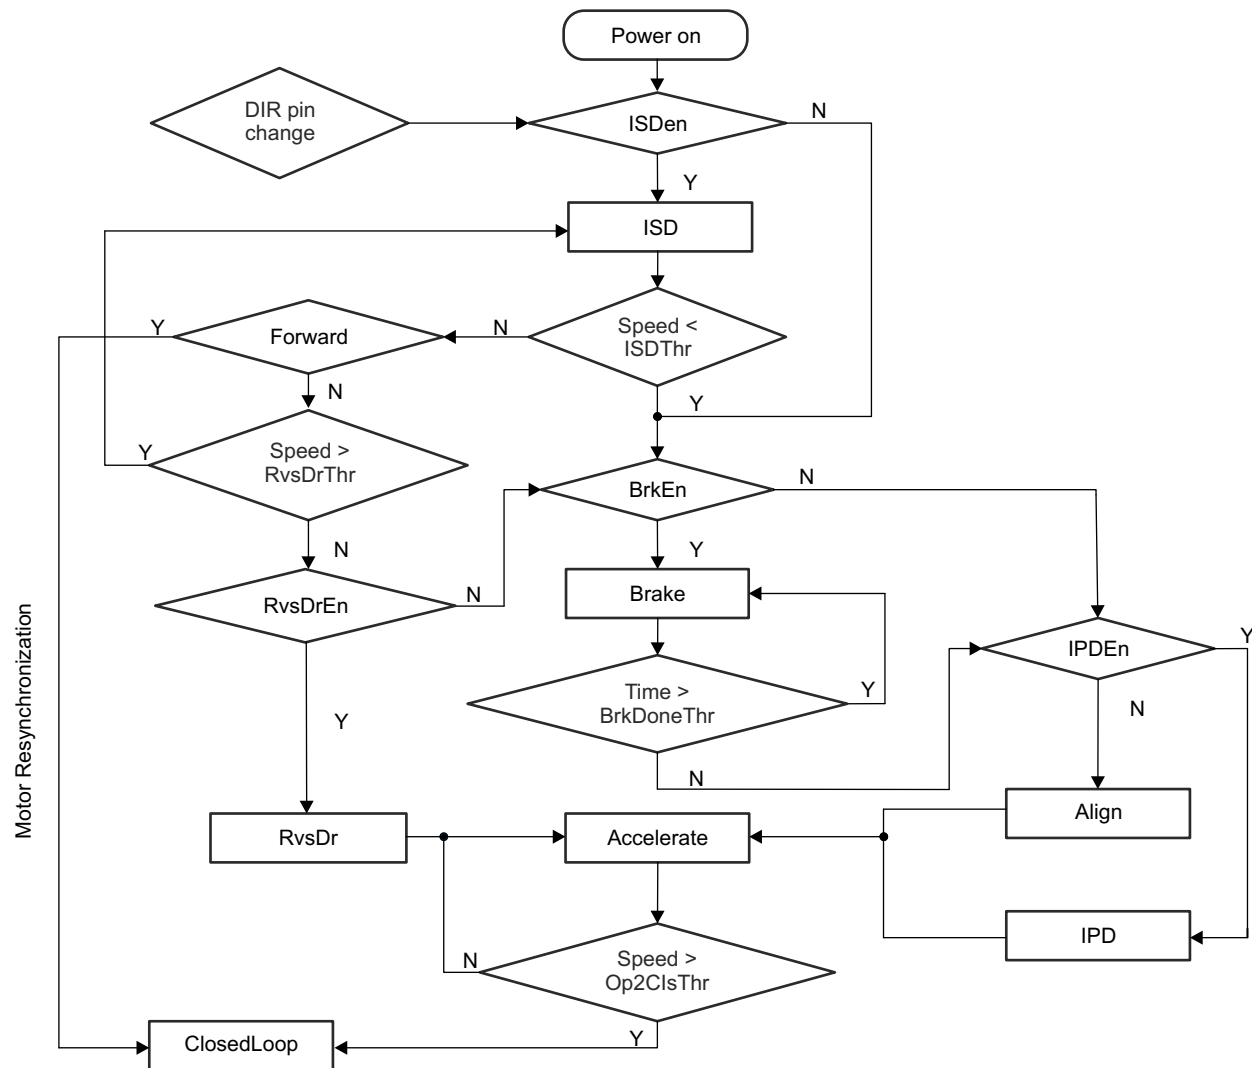 Power on
DIR pin
change
ISDen
N
Y
ISD
Speed <
ISDThr
N
Forward
Y
Y
N
Speed >
RvsDrThr
Y
N
BrkEn
N
Y
RvsDrEn
N
Brake
IPDEn
Y
Time >
BrkDoneThr
Y
N
Y
N
Motor Resynchronization
RvsDr
Accelerate
Align
Speed >
Op2ClsThr
N
IPD
Y
ClosedLoop